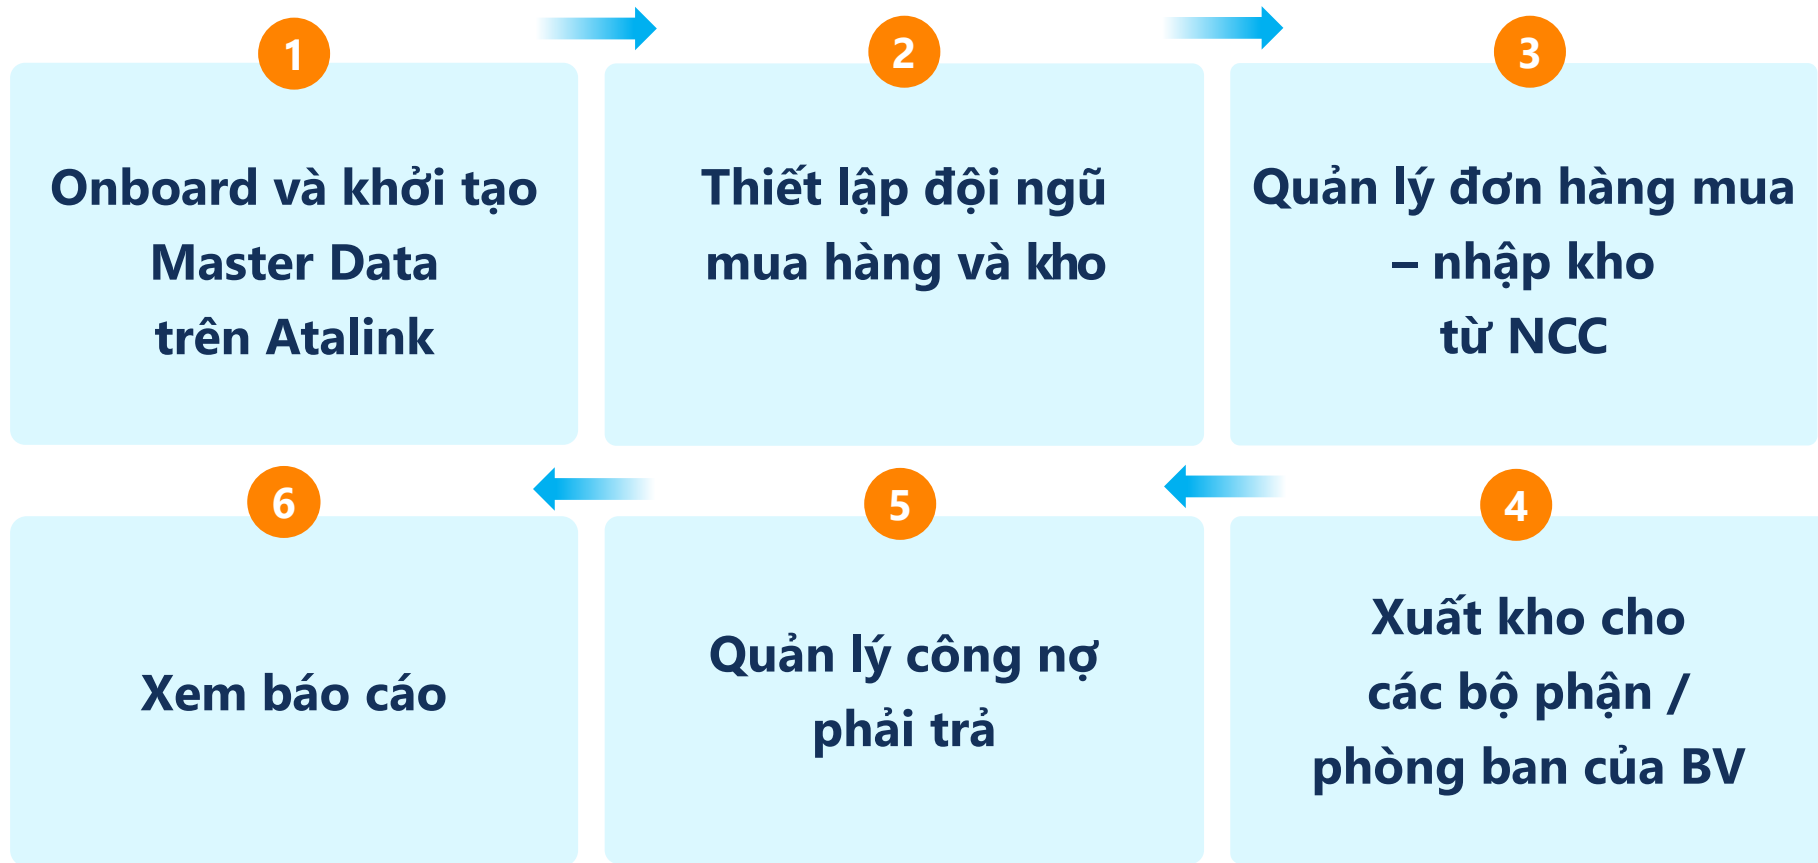 1
Onboard và khởi tạo
Master Data
trên Atalink
2
Thiết lập đội ngũ
mua hàng và kho
3
Quản lý đơn hàng mua
– nhập kho
từ NCC
4
Xuất kho cho
các bộ phận /
phòng ban của BV
5
Quản lý công nợ
phải trả
6
Xem báo cáo